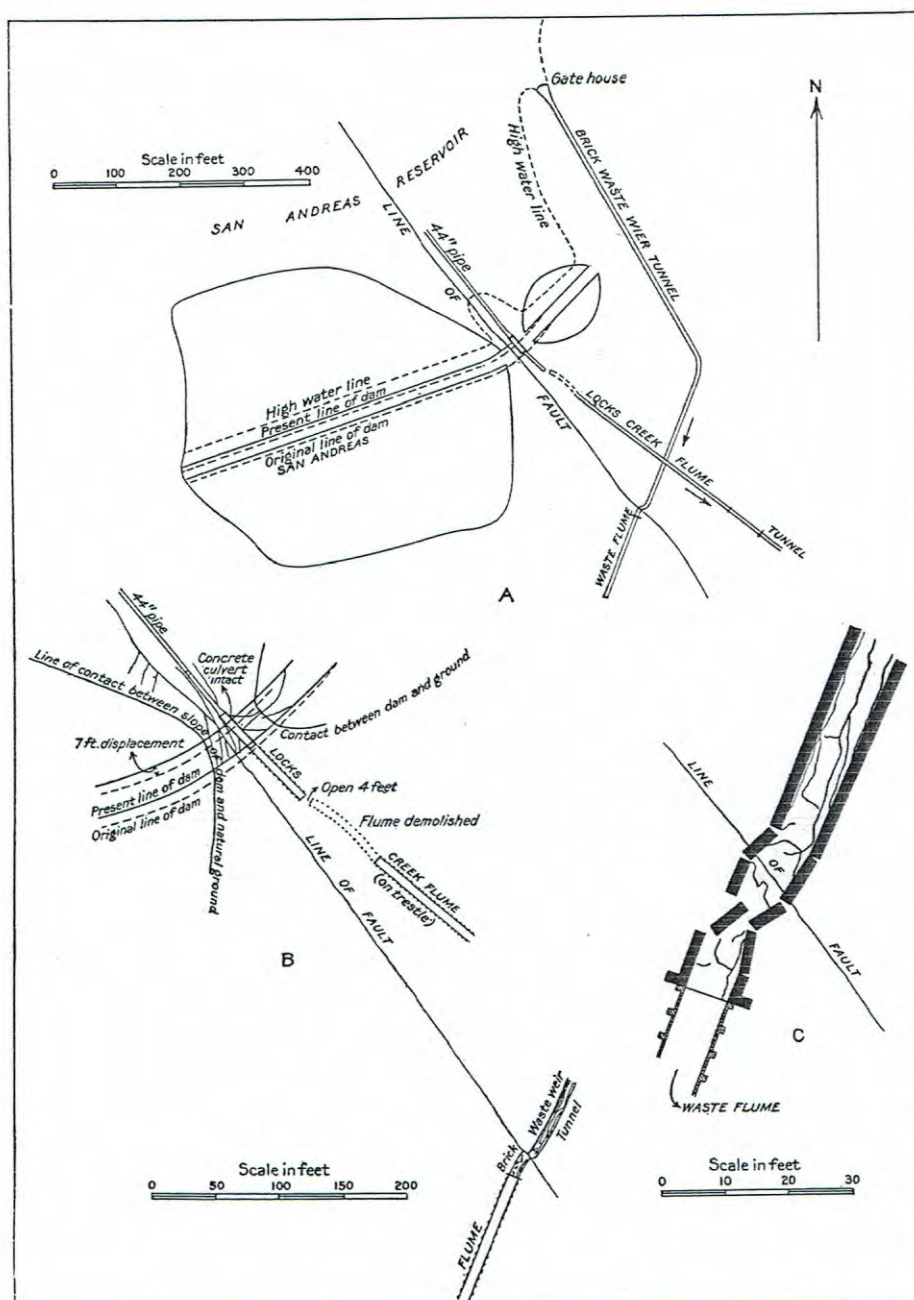 Gate house
N
Scale in feet
0 100 200 300 400
SAN ANDREAS RESERVOIR
LINE OF FAULT
44" pipe
High water line
BRICK WASTE WIER TUNNEL
High water line
Present line of dam
Original line of dam
SAN ANDREAS
LOCKS CREEK FLUME
TUNNEL
WASTE FLUME
A
44" pipe
Concrete
culvert
intact
Line of contact between slope of dam and natural ground
Contact between dam and ground
7 ft. displacement
Present line of dam
Original line of dam
LOCKS
Open 4 feet
Flume demolished
CREEK FLUME
(on trestle)
LINE OF FAULT
B
Brick
Waste weir
Tunnel
FLUME
Scale in feet
0 50 100 150 200
LINE OF FAULT
C
WASTE FLUME
Scale in feet
0 10 20 30